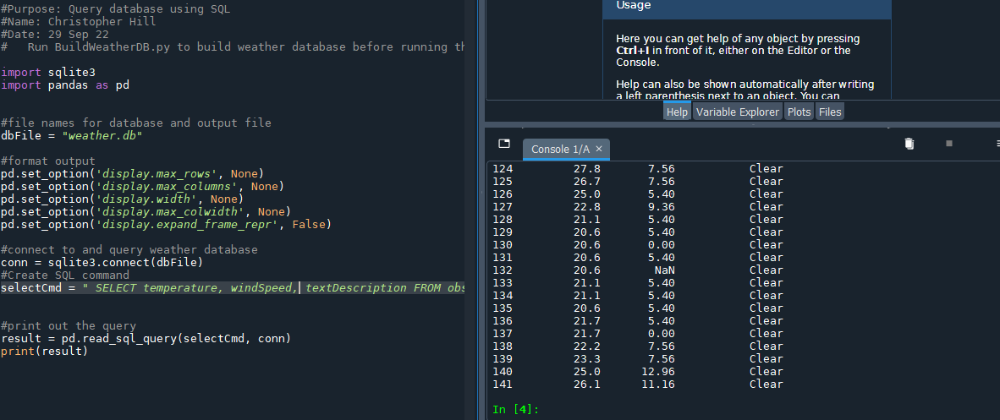 #Purpose: Query database using SQL
#Name: Christopher Hill
#Date: 29 Sep 22
#   Run BuildWeatherDB.py to build weather database before running th
import sqlite3
import pandas as pd
#file names for database and output file
dbFile = "weather.db"
#format output
pd.set_option('display.max_rows', None)
pd.set_option('display.max_columns', None)
pd.set_option('display.width', None)
pd.set_option('display.max_colwidth', None)
pd.set_option('display.expand_frame_repr', False)
#connect to and query weather database
conn = sqlite3.connect(dbFile)
#Create SQL command
selectCmd = " SELECT temperature, windSpeed, textDescription FROM obs
#print out the query
result = pd.read_sql_query(selectCmd, conn)
print(result)
Usage
Here you can get help of any object by pressing
Ctrl+I in front of it, either on the Editor or the
Console.
Help can also be shown automatically after writing
a left parenthesis next to an object. You can
Help Variable Explorer Plots Files
Console 1/A ×
124 27.8 7.56 Clear
125 26.7 7.56 Clear
126 25.0 5.40 Clear
127 22.8 9.36 Clear
128 21.1 5.40 Clear
129 20.6 5.40 Clear
130 20.6 0.00 Clear
131 20.6 5.40 Clear
132 20.6 NaN Clear
133 21.1 5.40 Clear
134 21.1 5.40 Clear
135 20.6 5.40 Clear
136 21.7 5.40 Clear
137 21.7 0.00 Clear
138 22.2 7.56 Clear
139 23.3 7.56 Clear
140 25.0 12.96 Clear
141 26.1 11.16 Clear
In [4]: